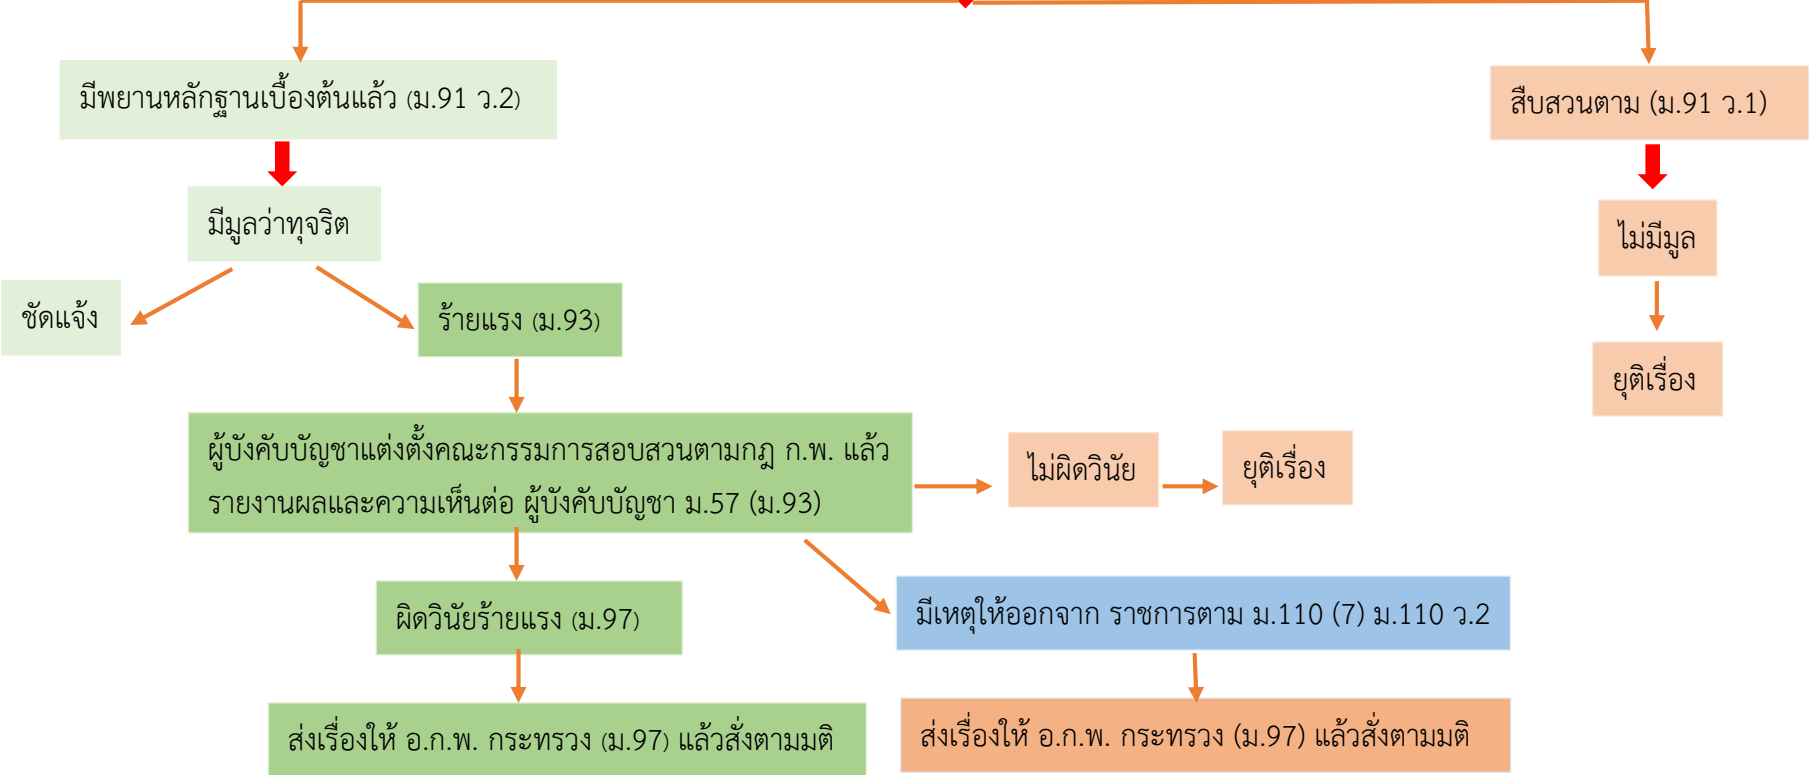 มีพยานหลักฐานเบื้องต้นแล้ว (ม.91 ว.2)
สืบสวนตาม (ม.91 ว.1)
มีมูลว่าทุจริต
ไม่มีมูล
ชัดแจ้ง
ร้ายแรง (ม.93)
ยุติเรื่อง
ผู้บังคับบัญชาแต่งตั้งคณะกรรมการสอบสวนตามกฎ ก.พ. แล้ว
รายงานผลและความเห็นต่อ ผู้บังคับบัญชา ม.57 (ม.93)
ไม่ผิดวินัย
ยุติเรื่อง
ผิดวินัยร้ายแรง (ม.97)
มีเหตุให้ออกจาก ราชการตาม ม.110 (7) ม.110 ว.2
ส่งเรื่องให้ อ.ก.พ. กระทรวง (ม.97) แล้วสั่งตามมติ
ส่งเรื่องให้ อ.ก.พ. กระทรวง (ม.97) แล้วสั่งตามมติ